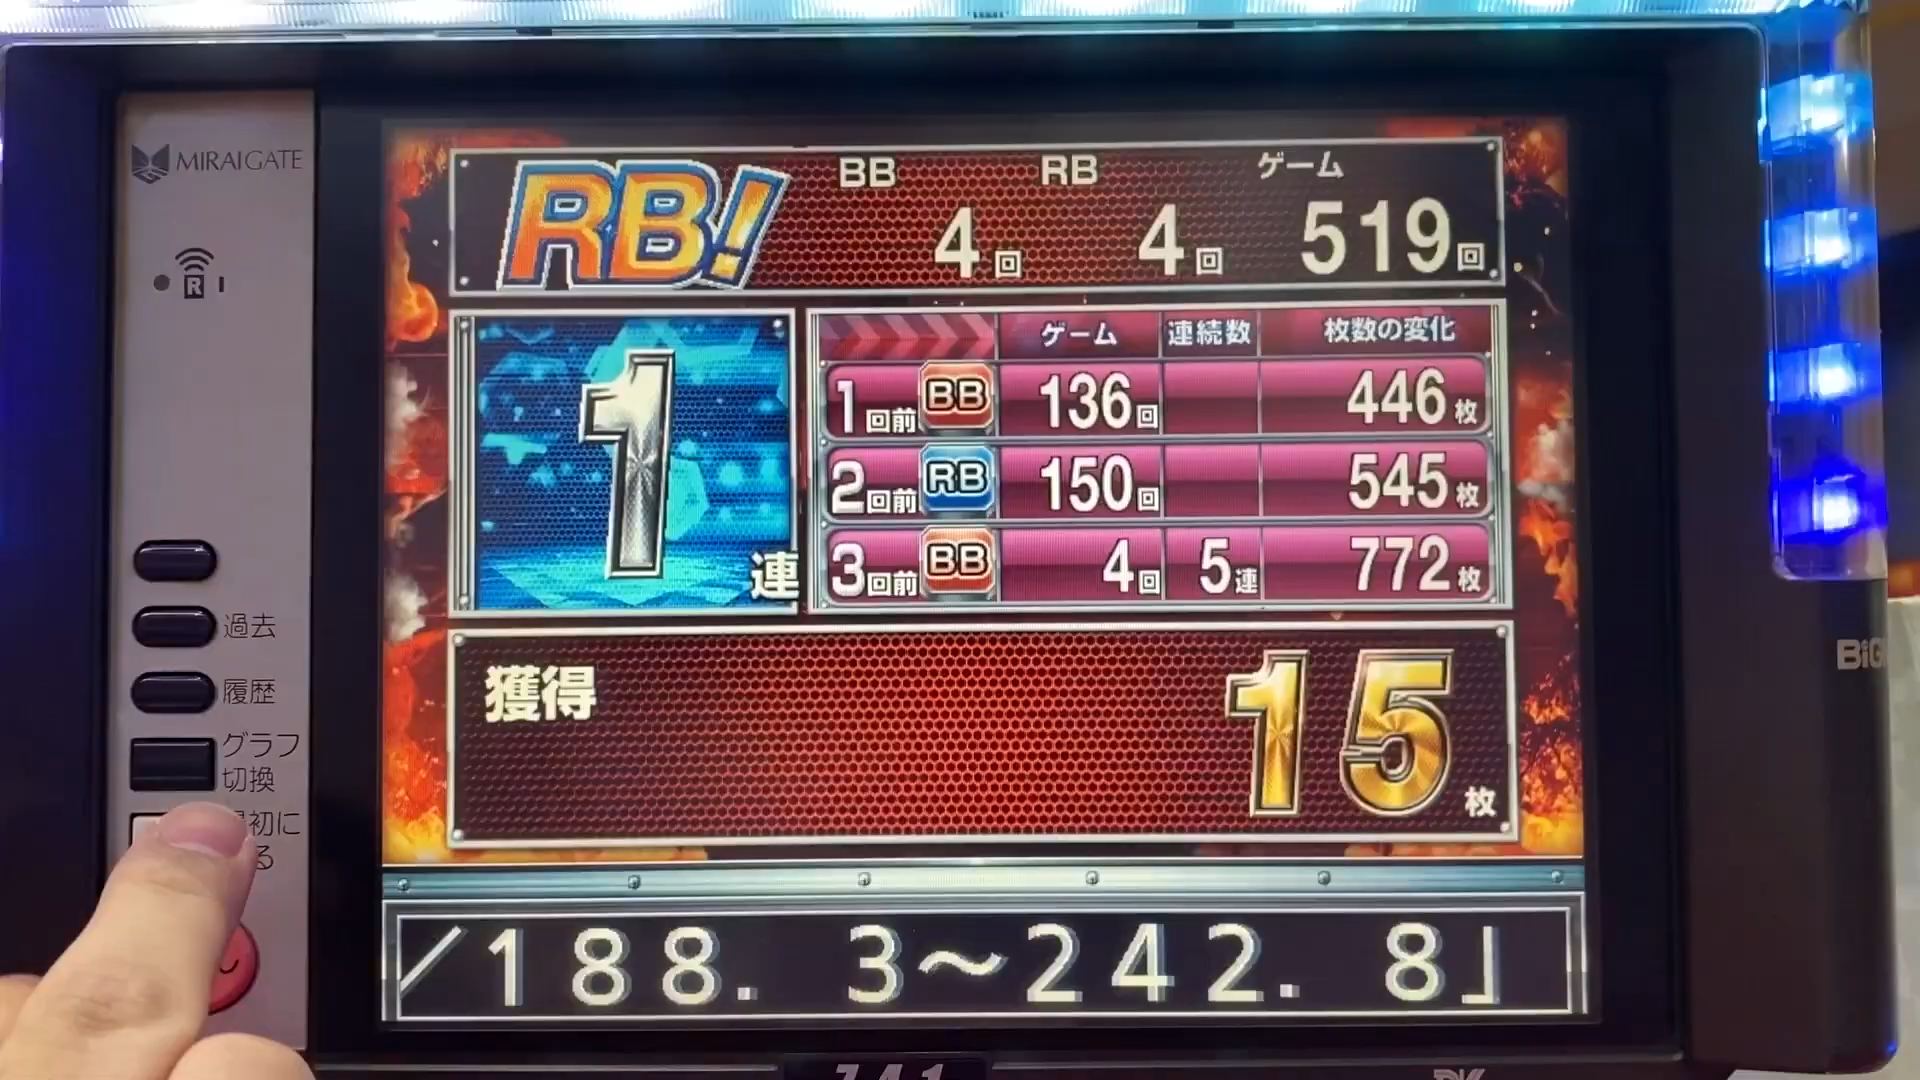 MIRAI GATE
R
過去
履歴
グラフ
切換
初に
る
RB!
BB
4回
RB
4回
ゲーム
519回
1連
ゲーム 連続数 枚数の変化
1回前 BB 136回 446枚
2回前 RB 150回 545枚
3回前 BB 4回 5連 772枚
獲得
15枚
/188.3~242.8」
741
BiG